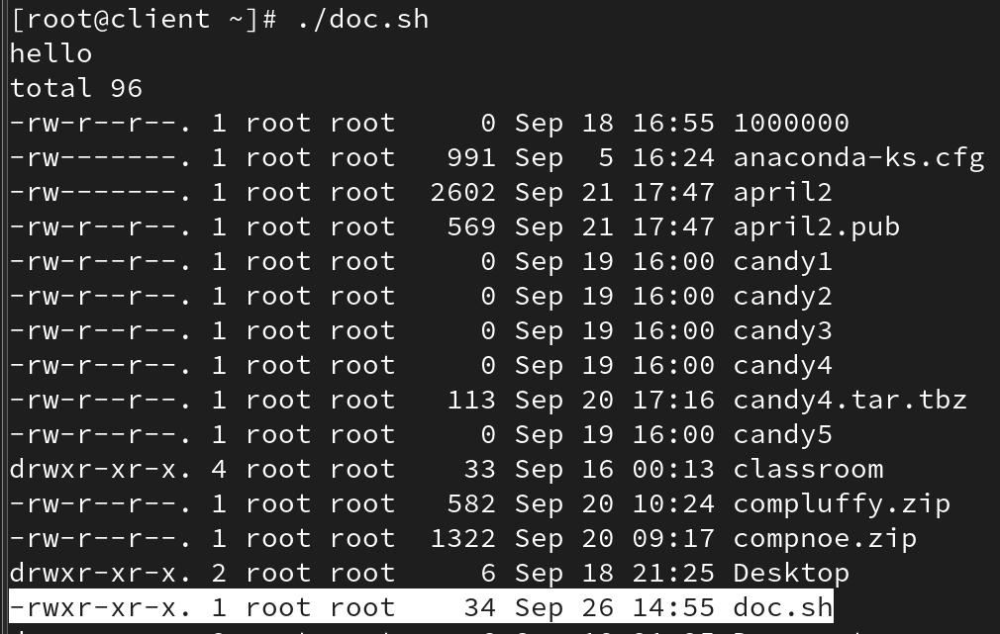 [root@client ~]# ./doc.sh
hello
total 96
-rw-r--r--. 1 root root     0 Sep 18 16:55 1000000
-rw-------. 1 root root   991 Sep  5 16:24 anaconda-ks.cfg
-rw-------. 1 root root  2602 Sep 21 17:47 april2
-rw-r--r--. 1 root root   569 Sep 21 17:47 april2.pub
-rw-r--r--. 1 root root     0 Sep 19 16:00 candy1
-rw-r--r--. 1 root root     0 Sep 19 16:00 candy2
-rw-r--r--. 1 root root     0 Sep 19 16:00 candy3
-rw-r--r--. 1 root root     0 Sep 19 16:00 candy4
-rw-r--r--. 1 root root   113 Sep 20 17:16 candy4.tar.tbz
-rw-r--r--. 1 root root     0 Sep 19 16:00 candy5
drwxr-xr-x. 4 root root    33 Sep 16 00:13 classroom
-rw-r--r--. 1 root root   582 Sep 20 10:24 compluffy.zip
-rw-r--r--. 1 root root  1322 Sep 20 09:17 compnoe.zip
drwxr-xr-x. 2 root root     6 Sep 18 21:25 Desktop
-rwxr-xr-x. 1 root root    34 Sep 26 14:55 doc.sh